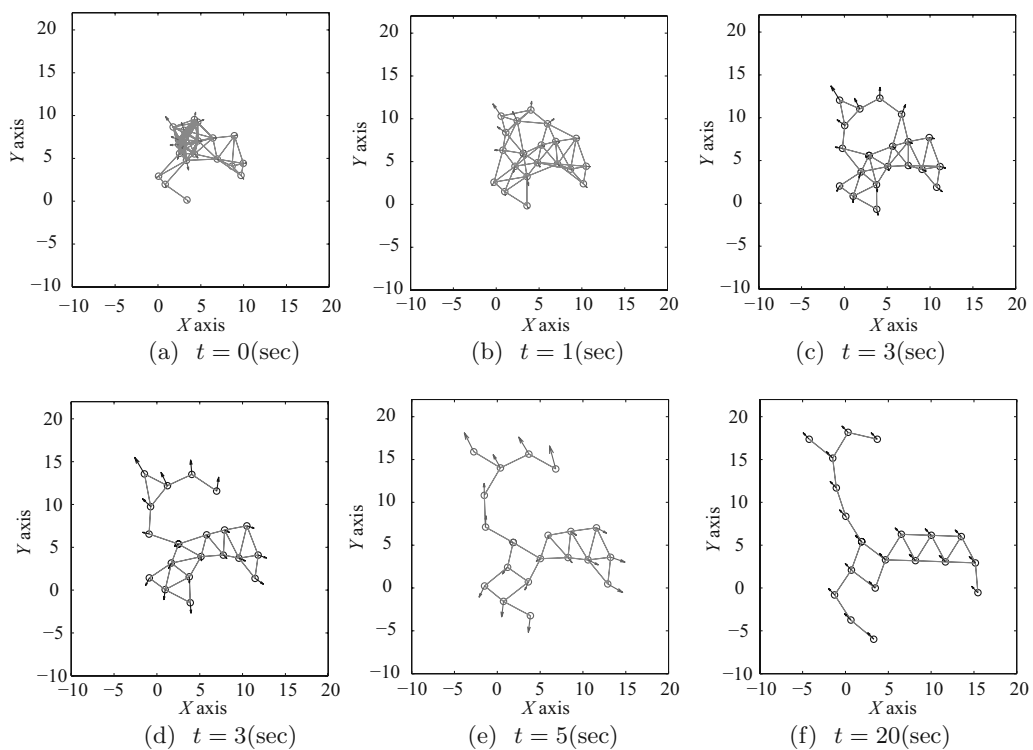 20
15
10
5
0
−5
−10
−10 −5 0 5 10 15 20
Y axis
X axis
(a) t = 0(sec)
20
15
10
5
0
−5
−10
−10 −5 0 5 10 15 20
Y axis
X axis
(b) t = 1(sec)
20
15
10
5
0
−5
−10
−10 −5 0 5 10 15 20
Y axis
X axis
(c) t = 3(sec)
20
15
10
5
0
−5
−10
−10 −5 0 5 10 15 20
Y axis
X axis
(d) t = 3(sec)
20
15
10
5
0
−5
−10
−10 −5 0 5 10 15 20
Y axis
X axis
(e) t = 5(sec)
20
15
10
5
0
−5
−10
−10 −5 0 5 10 15 20
Y axis
X axis
(f) t = 20(sec)